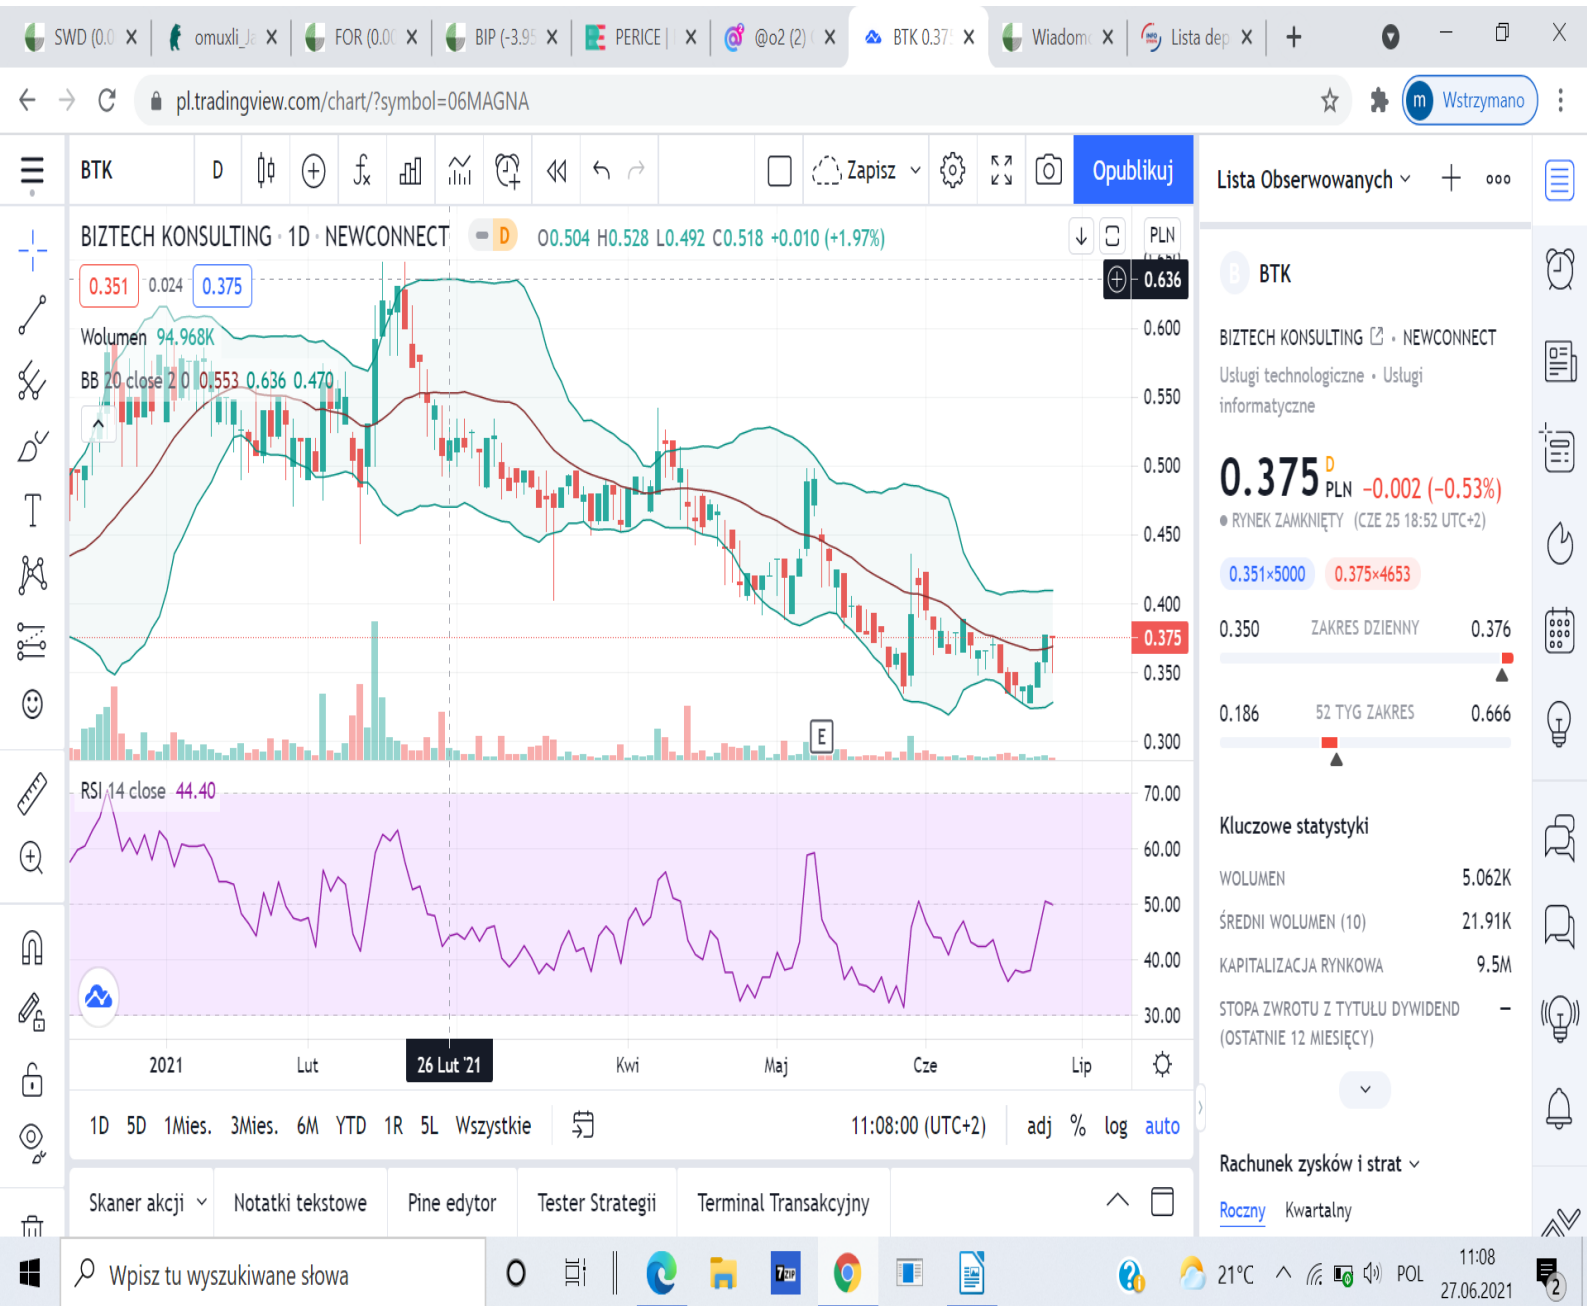 SWD (0.0
omuxli_Ja
FOR (0.00
BIP (-3.95
PERICE |
@o2 (2)
BTK 0.375
Wiadom
Lista dep
pl.tradingview.com/chart/?symbol=06MAGNA
m Wstrzymano
BTK D Zapisz Opublikuj
BIZTECH KONSULTING · 1D · NEWCONNECT D O0.504 H0.528 L0.492 C0.518 +0.010 (+1.97%)
0.351 0.024 0.375
Wolumen 94.968K
BB 20 close 2 0 0.553 0.636 0.470
PLN
0.636
0.600
0.550
0.500
0.450
0.400
0.375
0.350
0.300
E
RSI 14 close 44.40
70.00
60.00
50.00
40.00
30.00
2021 Lut 26 Lut '21 Kwi Maj Cze Lip
1D 5D 1Mies. 3Mies. 6M YTD 1R 5L Wszystkie 11:08:00 (UTC+2) adj % log auto
Skaner akcji Notatki tekstowe Pine edytor Tester Strategii Terminal Transakcyjny
Lista Obserwowanych
B BTK
BIZTECH KONSULTING • NEWCONNECT
Usługi technologiczne • Usługi
informatyczne
0.375 D PLN −0.002 (−0.53%)
RYNEK ZAMKNIĘTY (CZE 25 18:52 UTC+2)
0.351×5000 0.375×4653
0.350 ZAKRES DZIENNY 0.376
0.186 52 TYG ZAKRES 0.666
Kluczowe statystyki
WOLUMEN 5.062K
ŚREDNI WOLUMEN (10) 21.91K
KAPITALIZACJA RYNKOWA 9.5M
STOPA ZWROTU Z TYTUŁU DYWIDEND —
(OSTATNIE 12 MIESIĘCY)
Rachunek zysków i strat
Roczny Kwartalny
Wpisz tu wyszukiwane słowa
7ZIP
21°C POL 11:08
27.06.2021
2